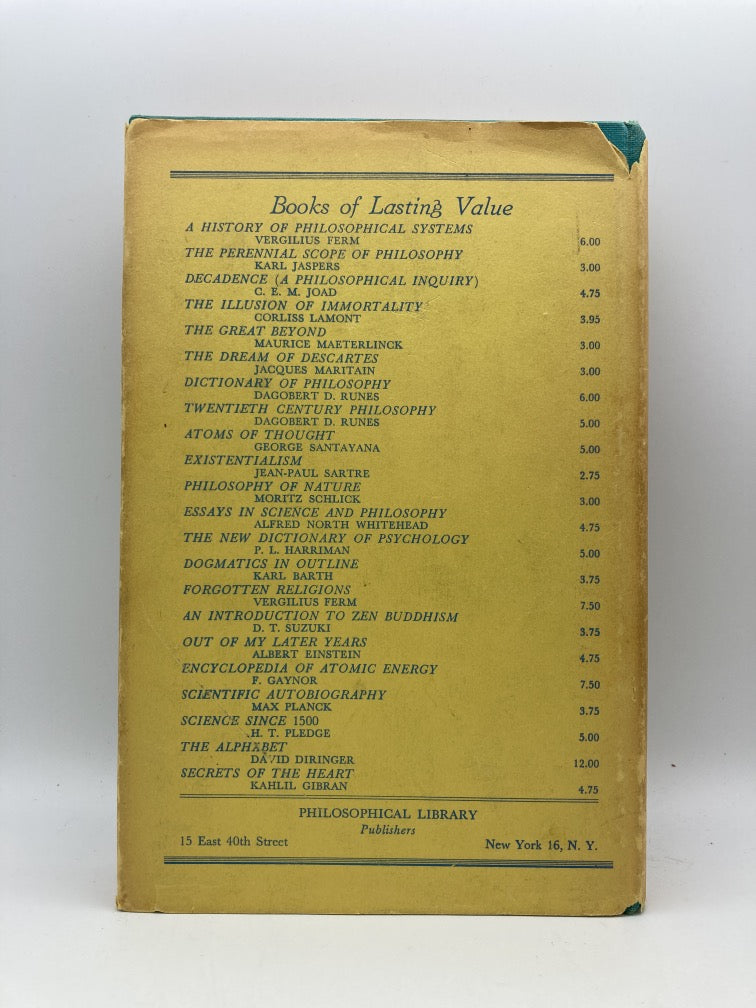 Books of Lasting Value
A HISTORY OF PHILOSOPHICAL SYSTEMS
VERGILIUS FERM 6.00
THE PERENNIAL SCOPE OF PHILOSOPHY
KARL JASPERS 3.00
DECADENCE (A PHILOSOPHICAL INQUIRY)
C. E. M. JOAD 4.75
THE ILLUSION OF IMMORTALITY
CORLISS LAMONT 3.95
THE GREAT BEYOND
MAURICE MAETERLINCK 3.00
THE DREAM OF DESCARTES
JACQUES MARITAIN 3.00
DICTIONARY OF PHILOSOPHY
DAGOBERT D. RUNES 6.00
TWENTIETH CENTURY PHILOSOPHY
DAGOBERT D. RUNES 5.00
ATOMS OF THOUGHT
GEORGE SANTAYANA 5.00
EXISTENTIALISM
JEAN-PAUL SARTRE 2.75
PHILOSOPHY OF NATURE
MORITZ SCHLICK 3.00
ESSAYS IN SCIENCE AND PHILOSOPHY
ALFRED NORTH WHITEHEAD 4.75
THE NEW DICTIONARY OF PSYCHOLOGY
P. L. HARRIMAN 5.00
DOGMATICS IN OUTLINE
KARL BARTH 3.75
FORGOTTEN RELIGIONS
VERGILIUS FERM 7.50
AN INTRODUCTION TO ZEN BUDDHISM
D. T. SUZUKI 3.75
OUT OF MY LATER YEARS
ALBERT EINSTEIN 4.75
ENCYCLOPEDIA OF ATOMIC ENERGY
F. GAYNOR 7.50
SCIENTIFIC AUTOBIOGRAPHY
MAX PLANCK 3.75
SCIENCE SINCE 1500
H. T. PLEDGE 5.00
THE ALPHABET
DAVID DIRINGER 12.00
SECRETS OF THE HEART
KAHLIL GIBRAN 4.75
PHILOSOPHICAL LIBRARY
Publishers
15 East 40th Street New York 16, N. Y.